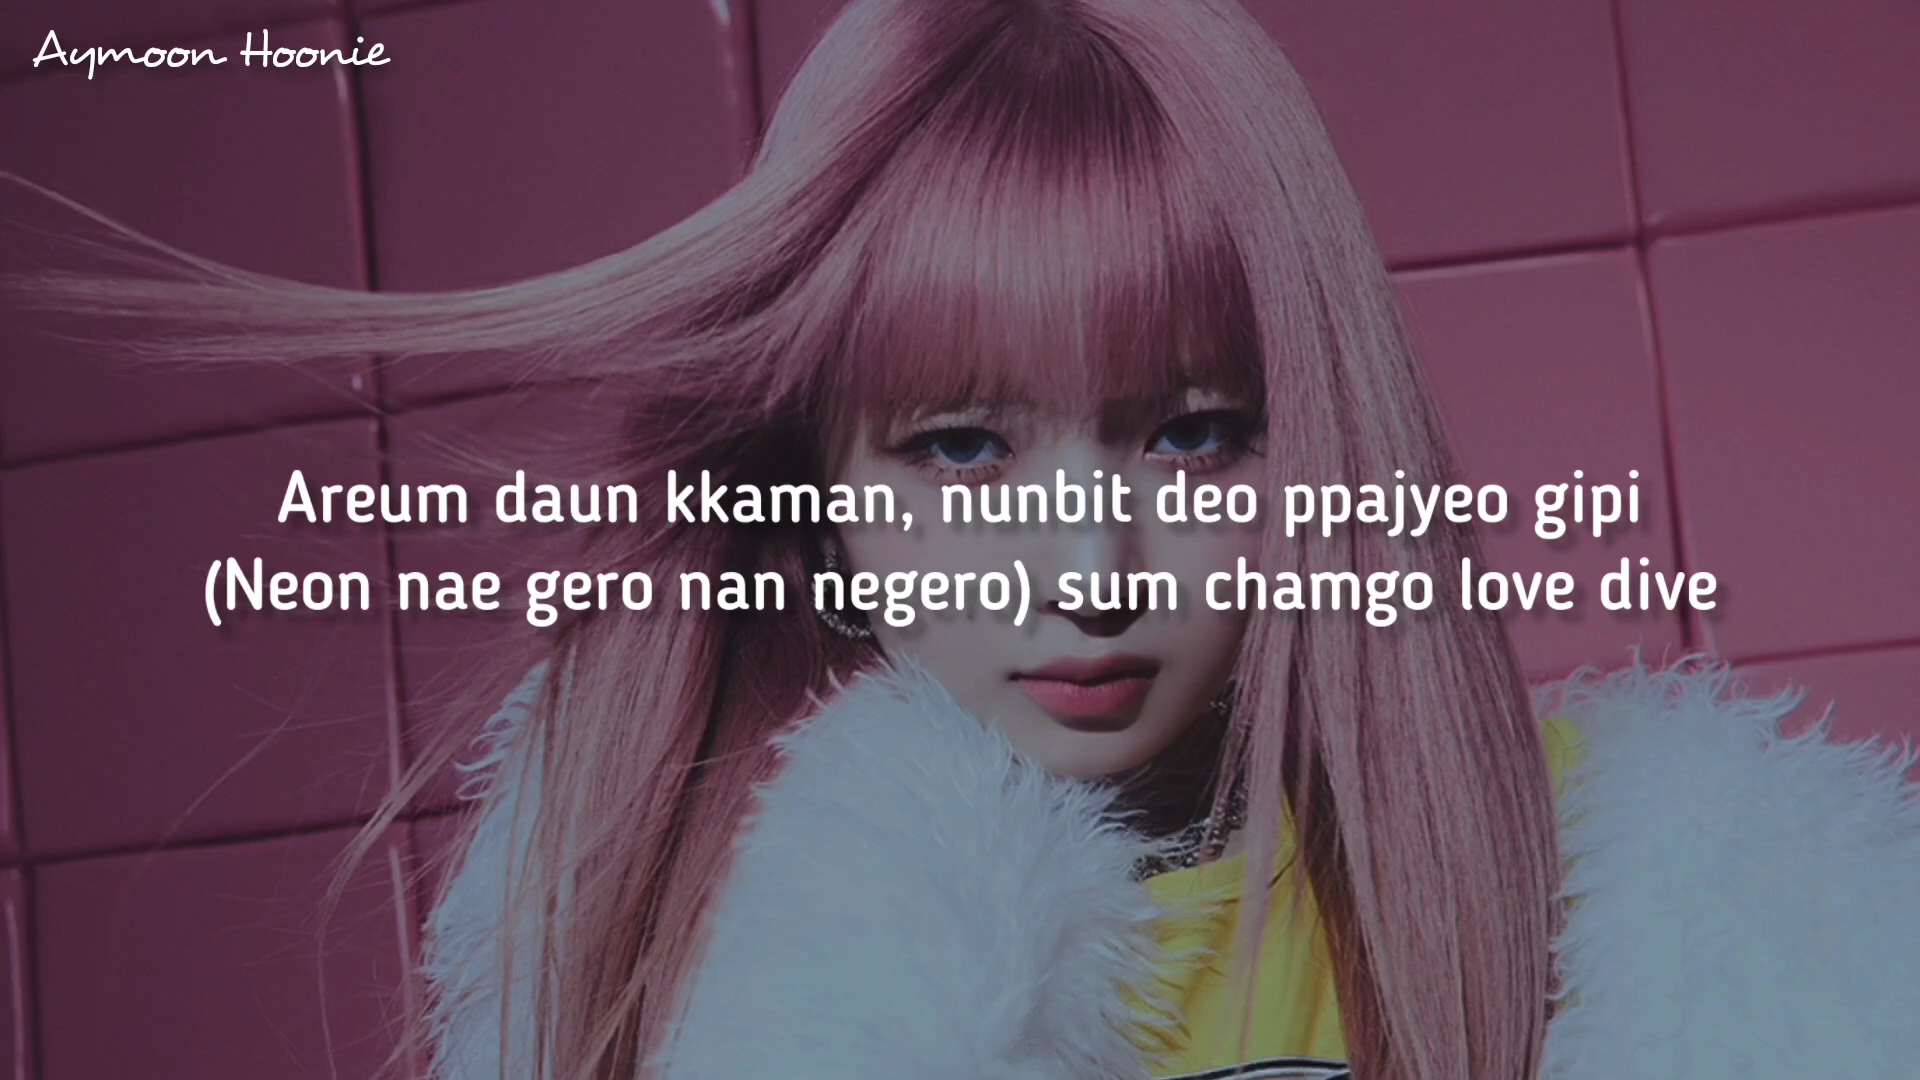 Aymoon Hoonie
Areum daun kkaman, nunbit deo ppajyeo gipi
(Neon nae gero nan negero) sum chamgo love dive